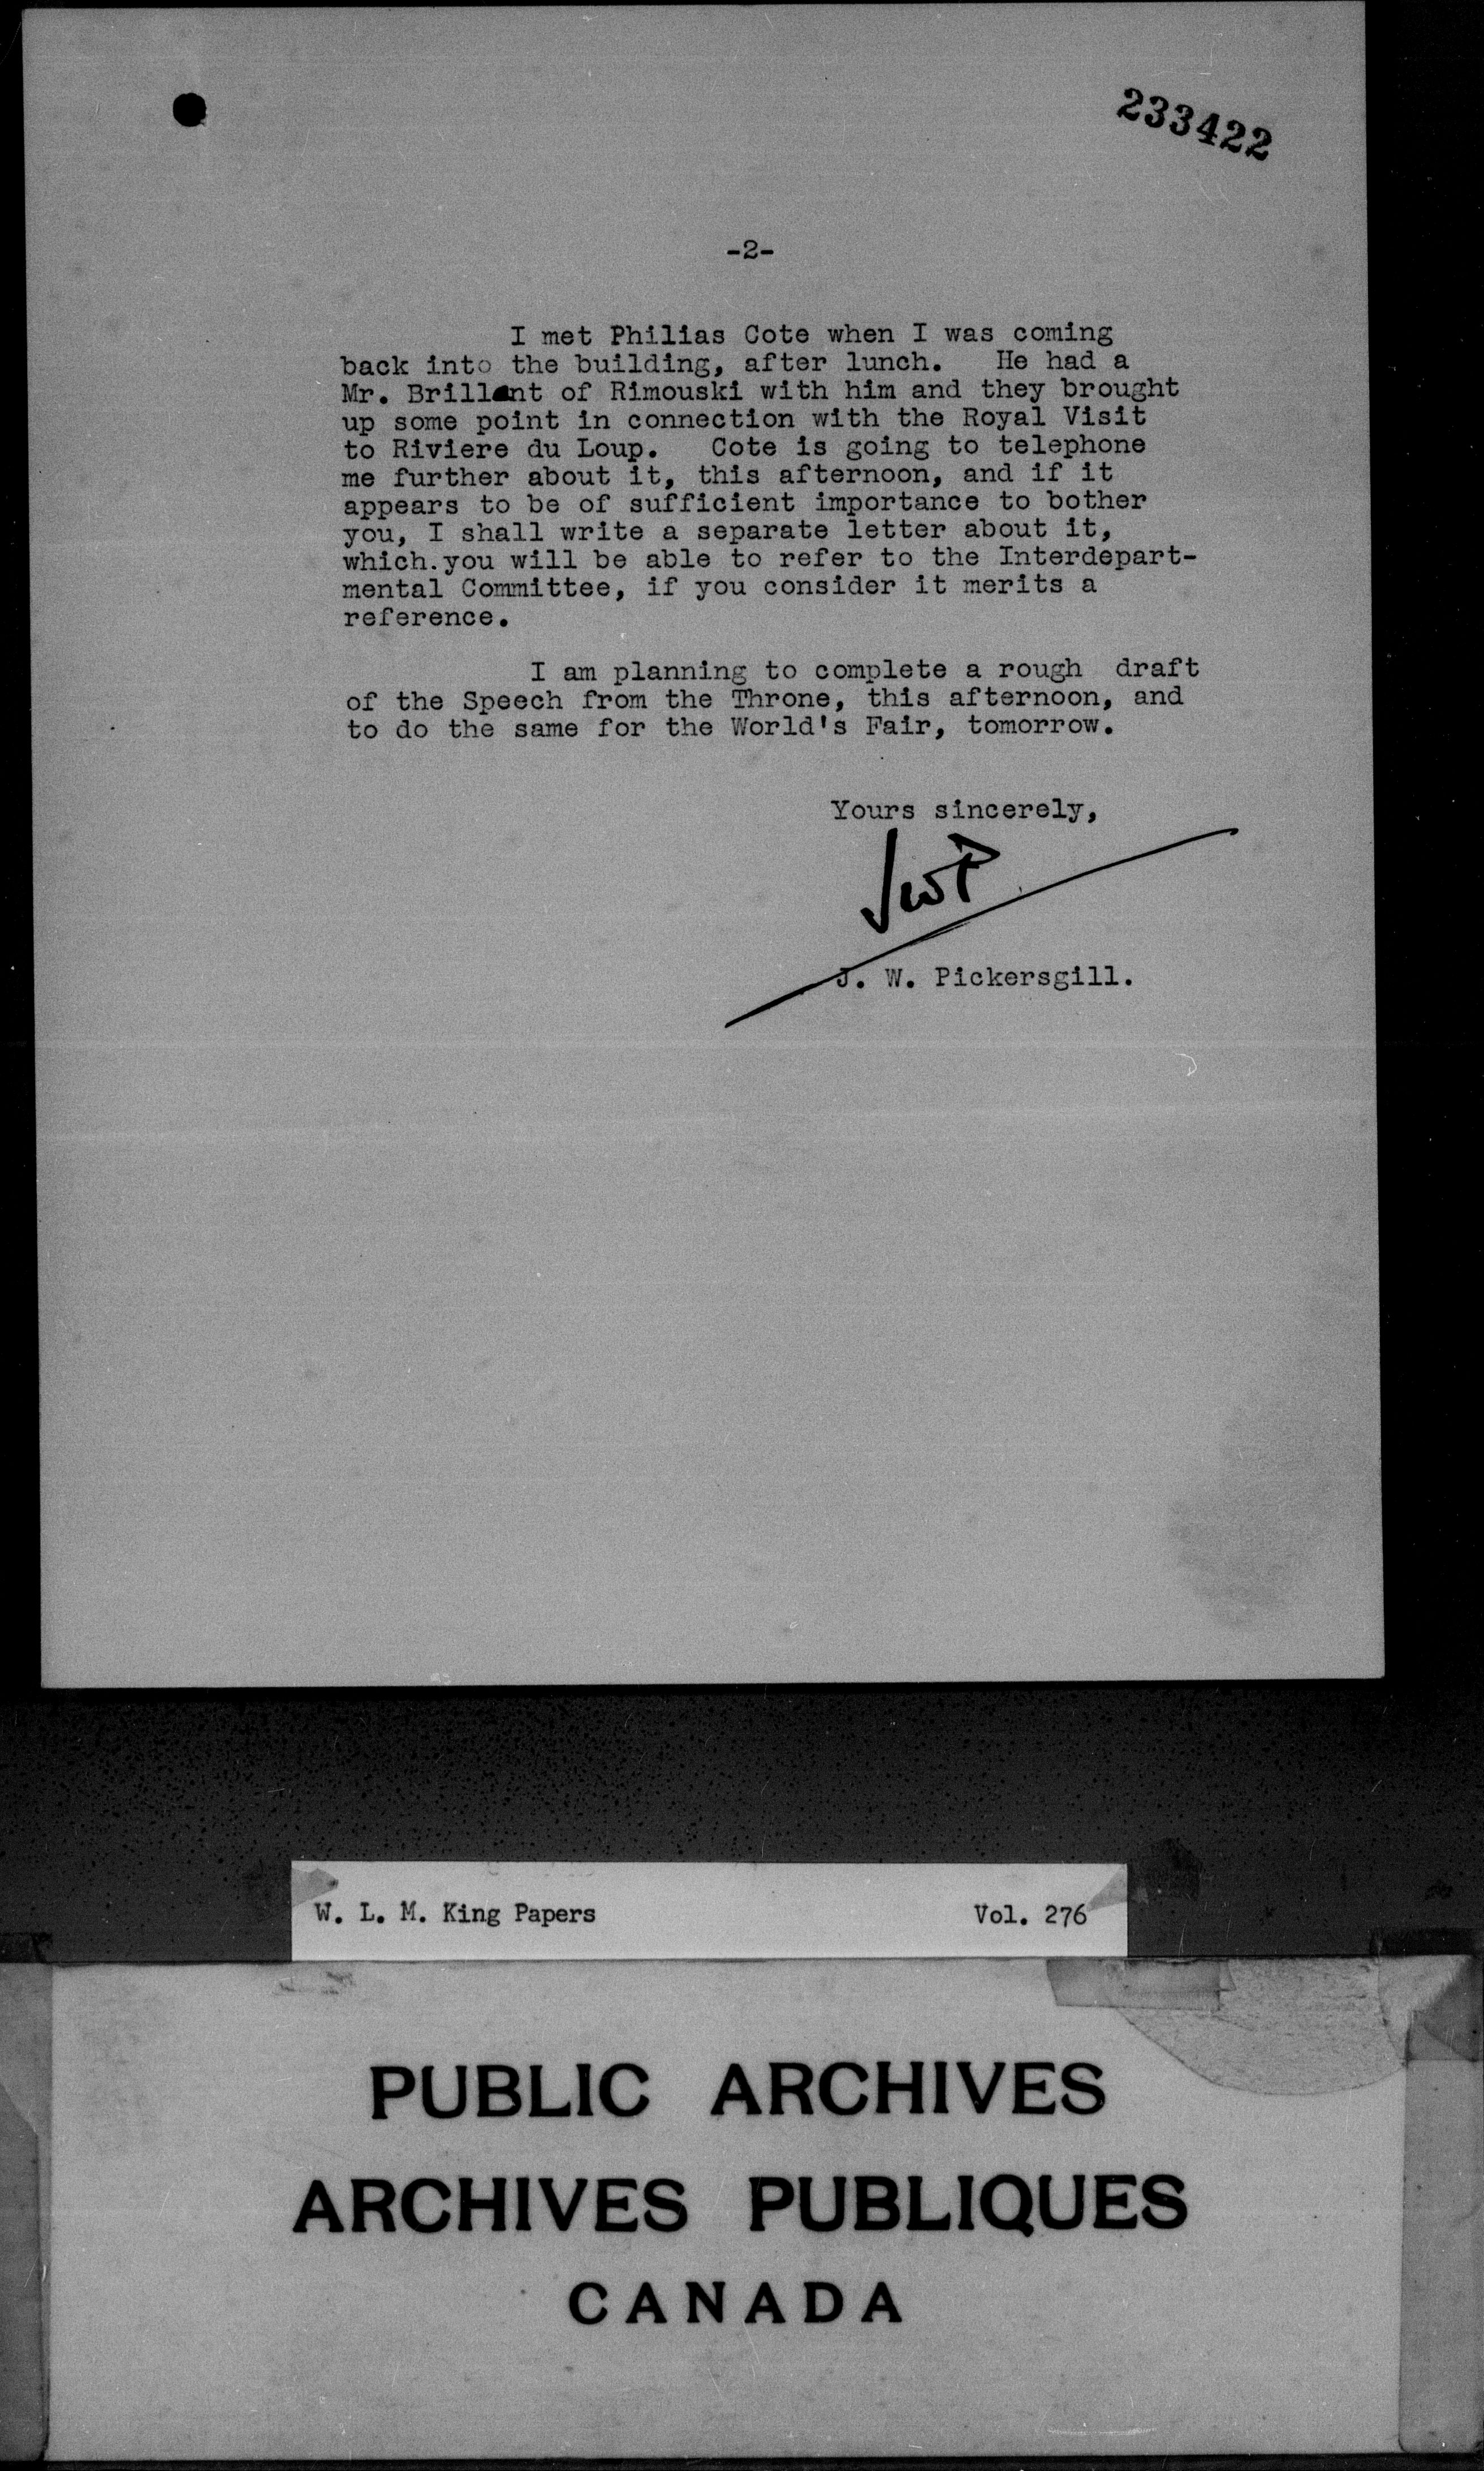 233422
-2-
I met Philias Cote when I was coming
back into the building, after lunch. He had a
Mr. Brillant of Rimouski with him and they brought
up some point in connection with the Royal Visit
to Riviere du Loup. Cote is going to telephone
me further about it, this afternoon, and if it
appears to be of sufficient importance to bother
you, I shall write a separate letter about it,
which.you will be able to refer to the Interdepart-
mental Committee, if you consider it merits a
reference.
I am planning to complete a rough draft
of the Speech from the Throne, this afternoon, and
to do the same for the World's Fair, tomorrow.
Yours sincerely,
JWP
J. W. Pickersgill.
W. L. M. King Papers Vol. 276
PUBLIC ARCHIVES
ARCHIVES PUBLIQUES
CANADA